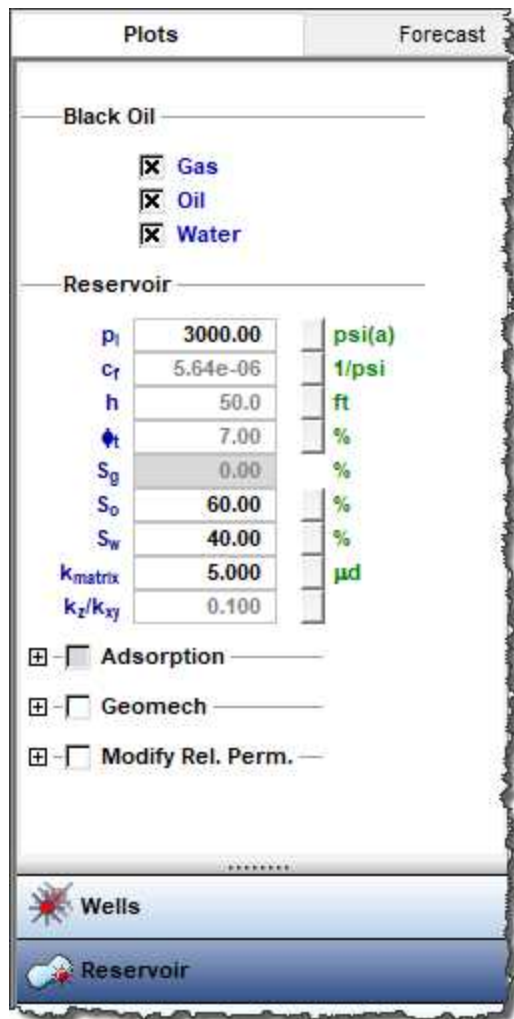 Plots Forecast
Black Oil
Gas
Oil
Water
Reservoir
pi 3000.00 psi(a)
cf 5.64e-06 1/psi
h 50.0 ft
ϕt 7.00 %
Sg 0.00 %
So 60.00 %
Sw 40.00 %
kmatrix 5.000 μd
kz/kxy 0.100
Adsorption
Geomech
Modify Rel. Perm.
Wells
Reservoir